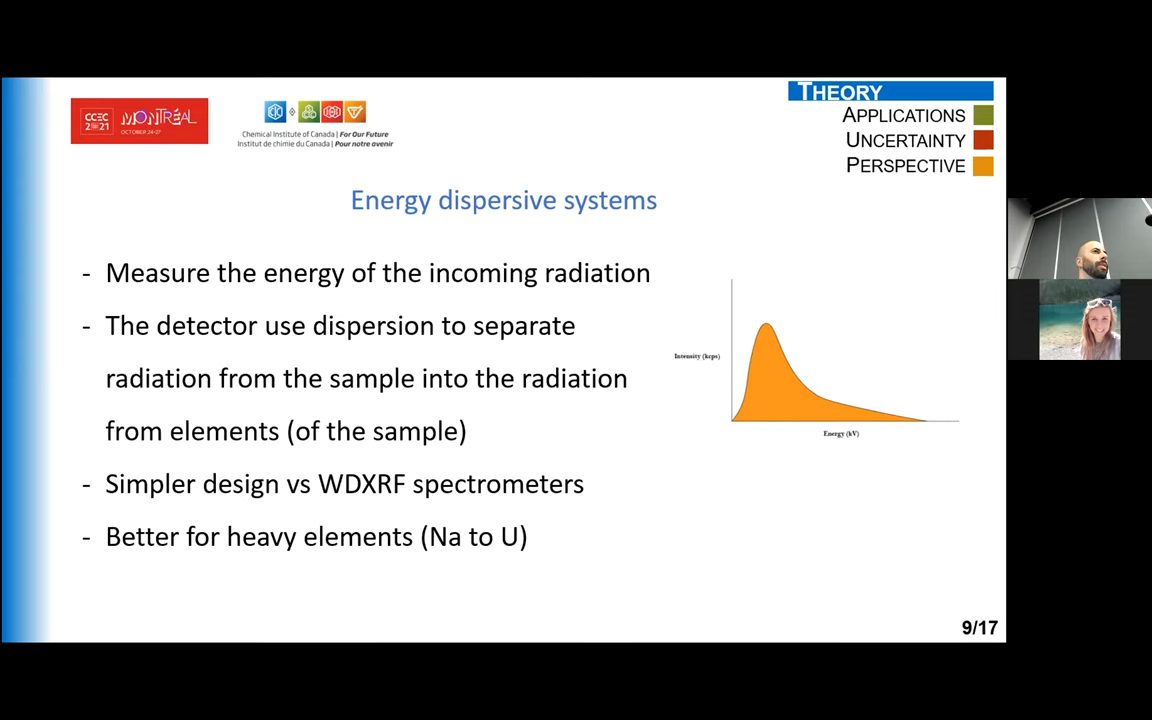 CCEC
2021
MONTRÉAL
OCTOBER 24-27
Chemical Institute of Canada | For Our Future
Institut de chimie du Canada | Pour notre avenir
THEORY
APPLICATIONS
UNCERTAINTY
PERSPECTIVE
Energy dispersive systems
- Measure the energy of the incoming radiation
- The detector use dispersion to separate
radiation from the sample into the radiation
from elements (of the sample)
- Simpler design vs WDXRF spectrometers
- Better for heavy elements (Na to U)
Intensity (kcps)
Energy (kV)
9/17